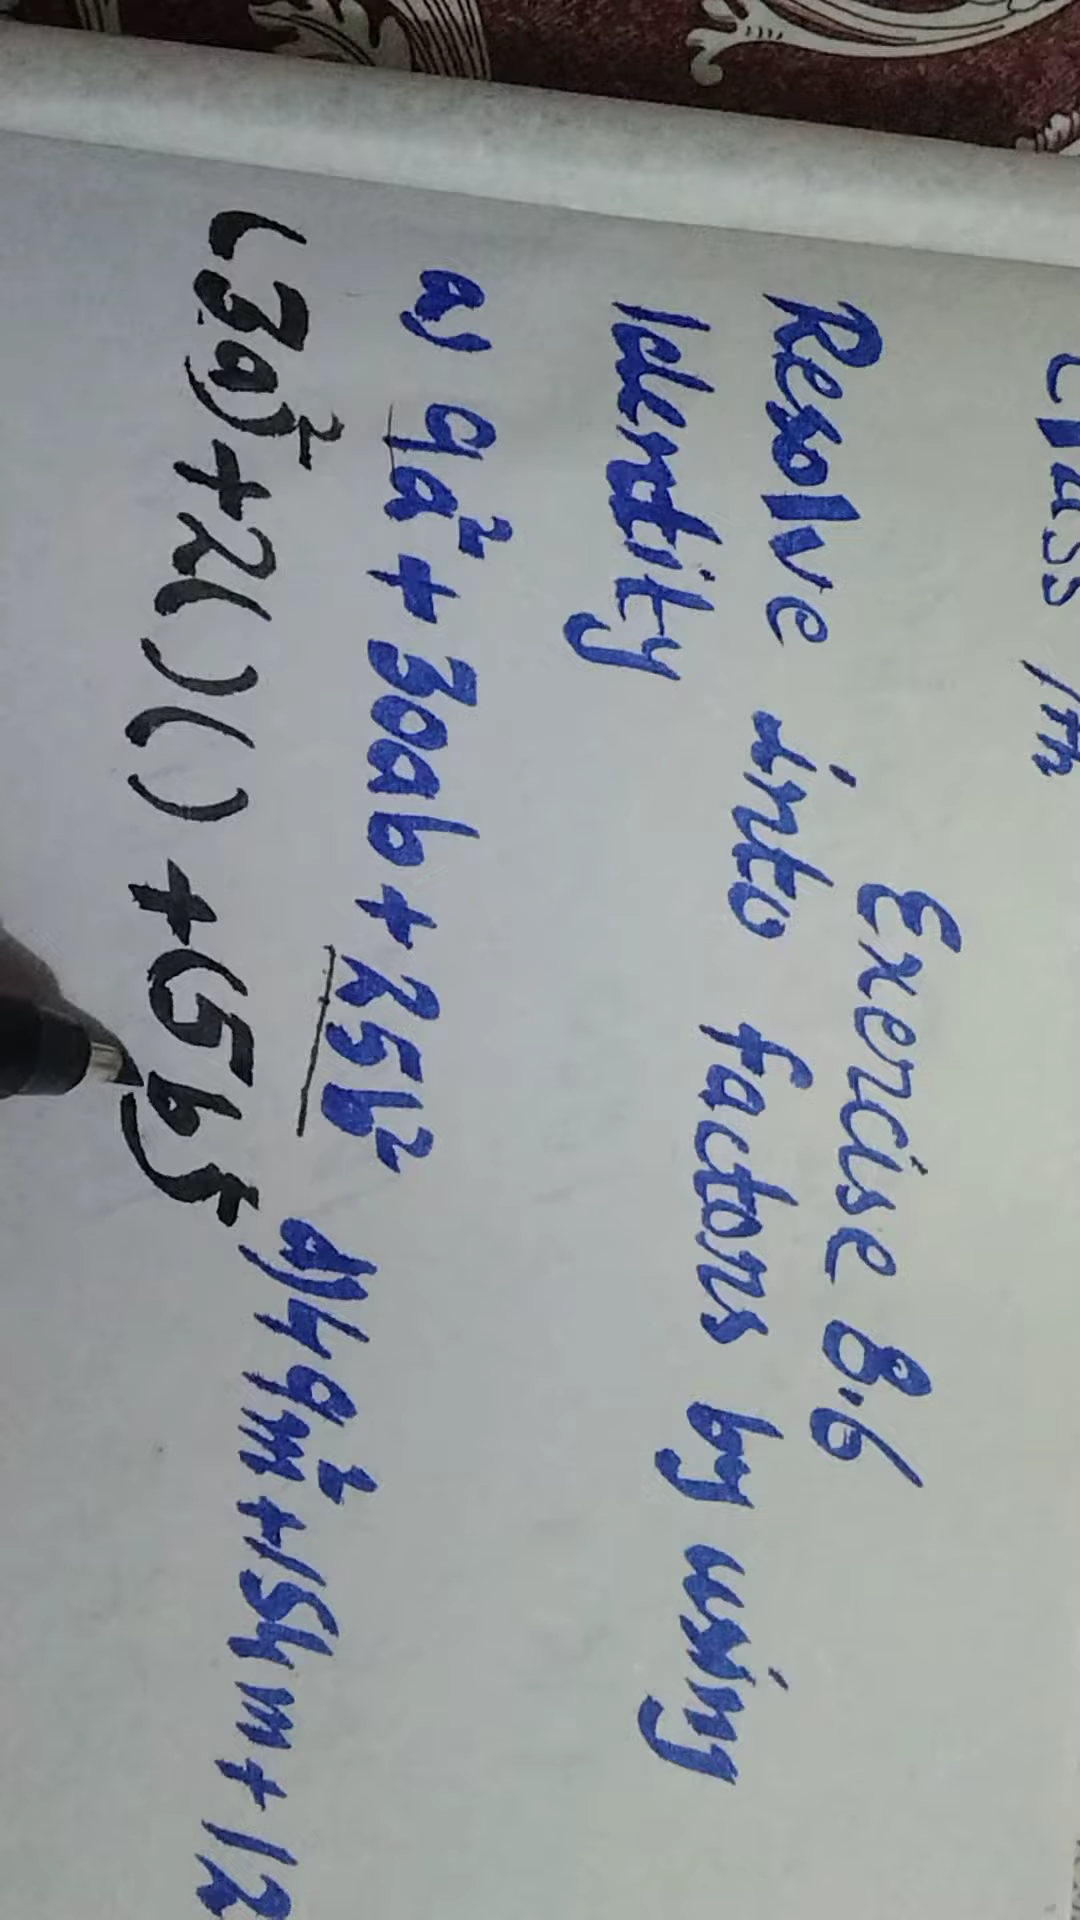 Class 7th
Exercise 8.6
Resolve into factors by using
Identity
a) 9a² + 30ab + 25b²
d) 49m² + 154m + 12
(3a)² + 2( )( ) + (5b)²